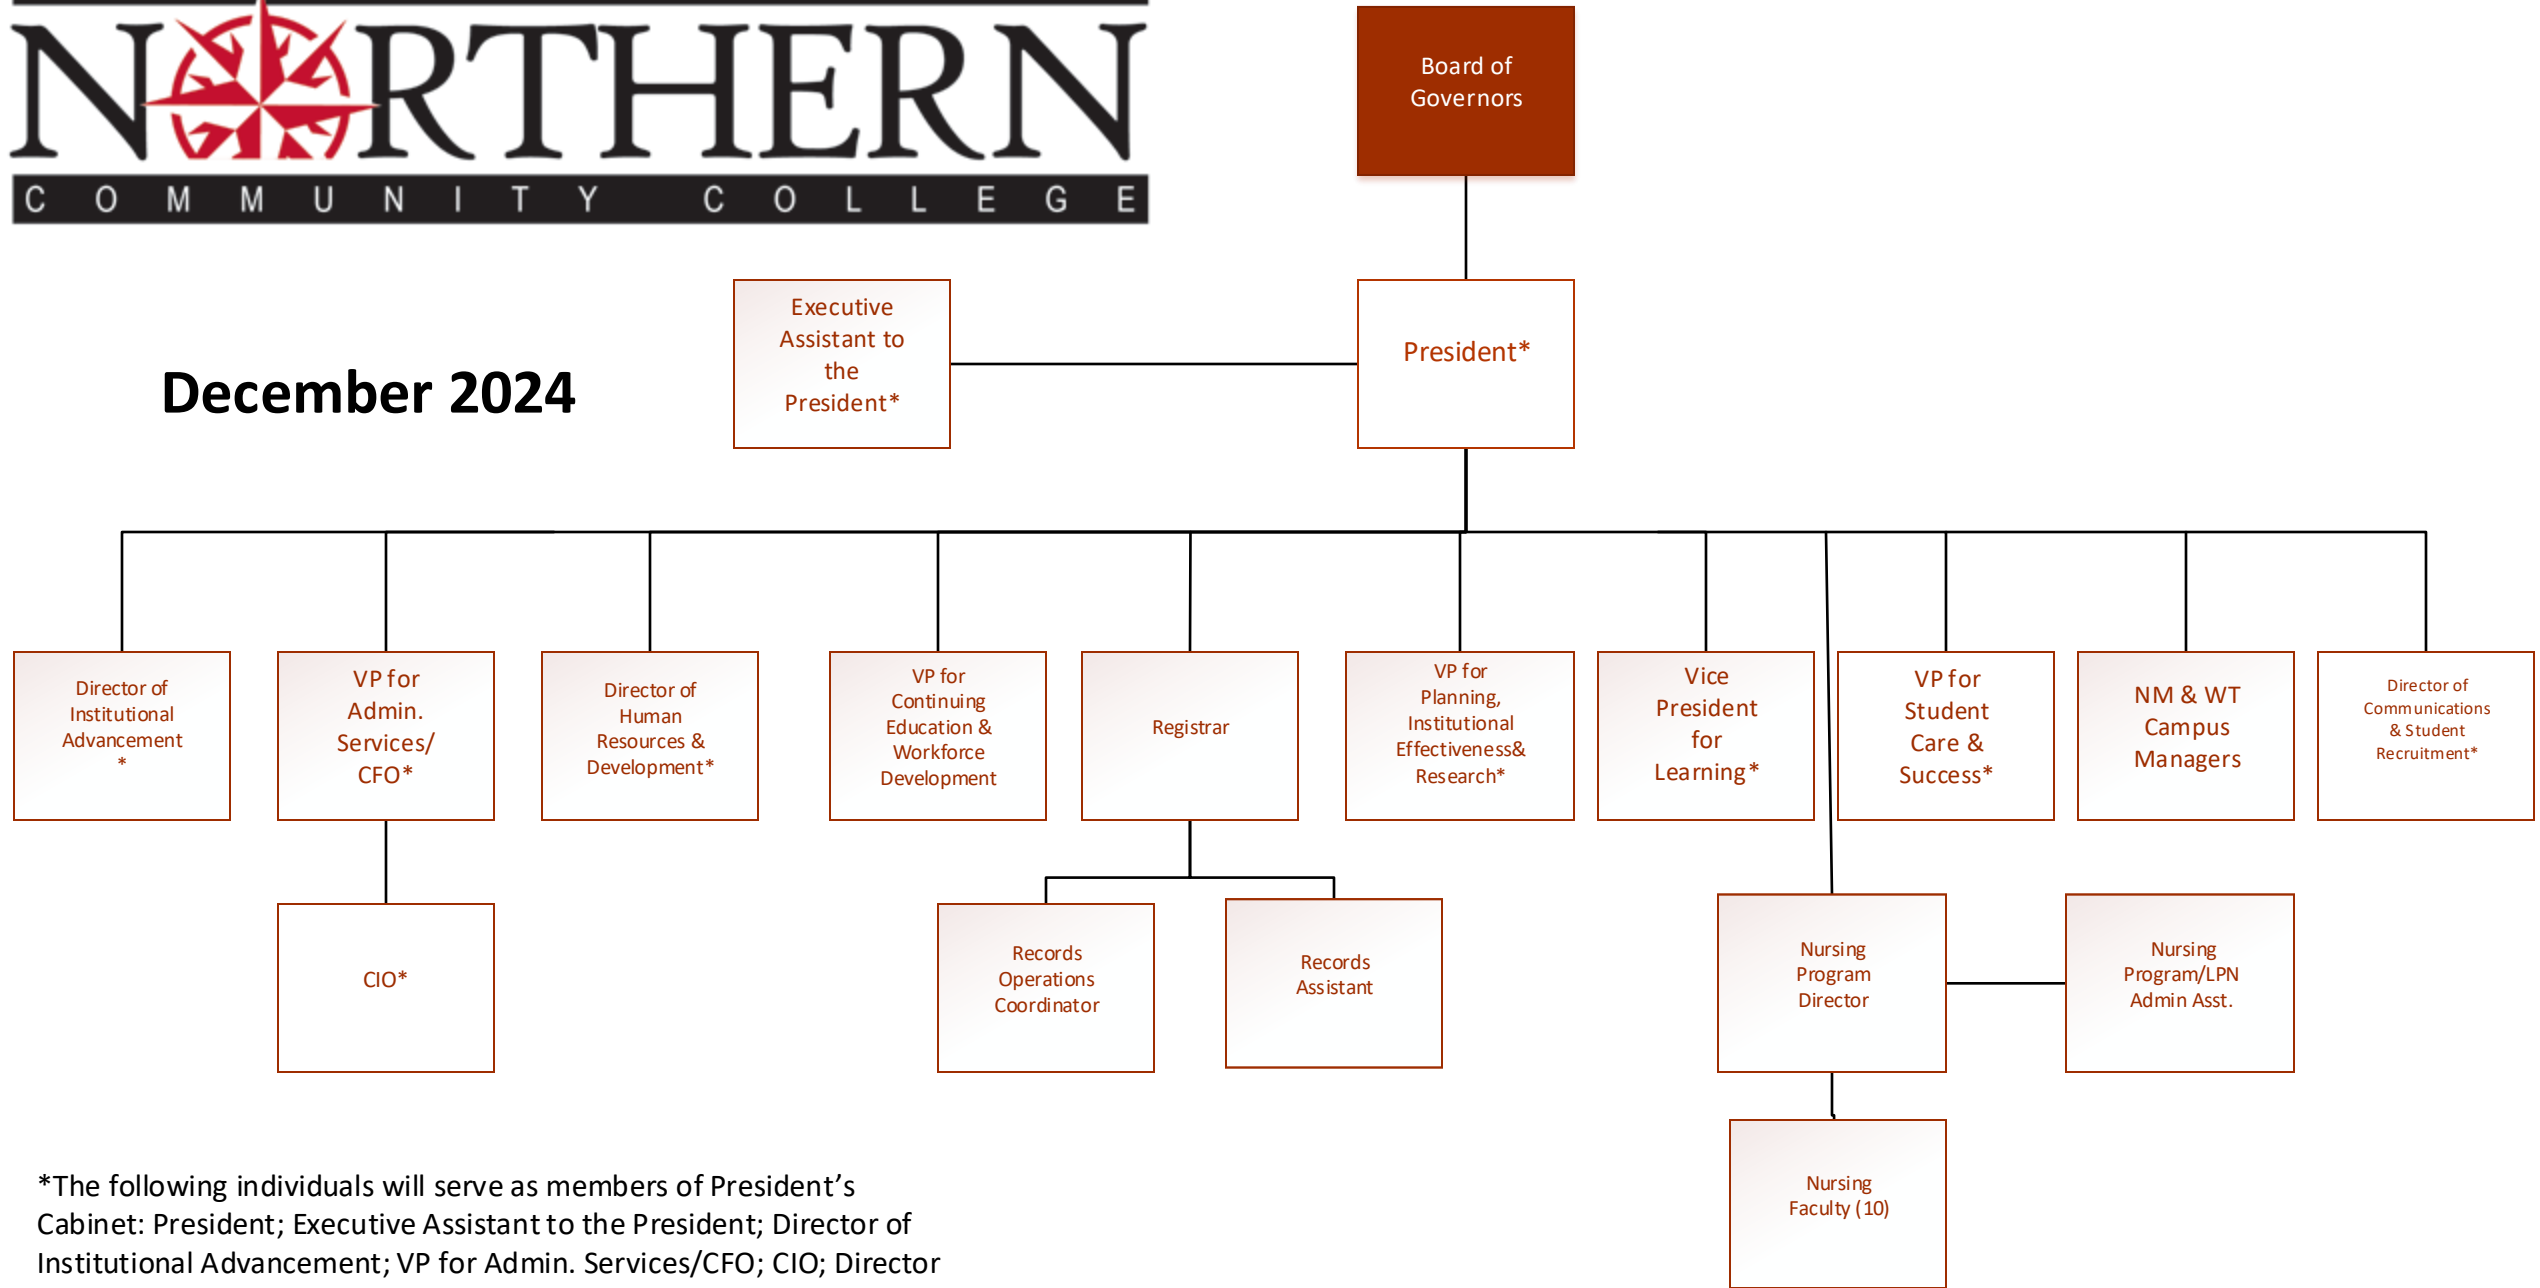 NORTHERN
COMMUNITY COLLEGE
Board of
Governors
Executive
Assistant to
the
President*
President*
December 2024
Director of
Institutional
Advancement
*
VP for
Admin.
Services/
CFO*
Director of
Human
Resources &
Development*
VP for
Continuing
Education &
Workforce
Development
Registrar
VP for
Planning,
Institutional
Effectiveness&
Research*
Vice
President
for
Learning*
VP for
Student
Care &
Success*
NM & WT
Campus
Managers
Director of
Communications
& Student
Recruitment*
CIO*
Records
Operations
Coordinator
Records
Assistant
Nursing
Program
Director
Nursing
Program/LPN
Admin Asst.
Nursing
Faculty (10)
*The following individuals will serve as members of President’s
Cabinet: President; Executive Assistant to the President; Director of
Institutional Advancement; VP for Admin. Services/CFO; CIO; Director